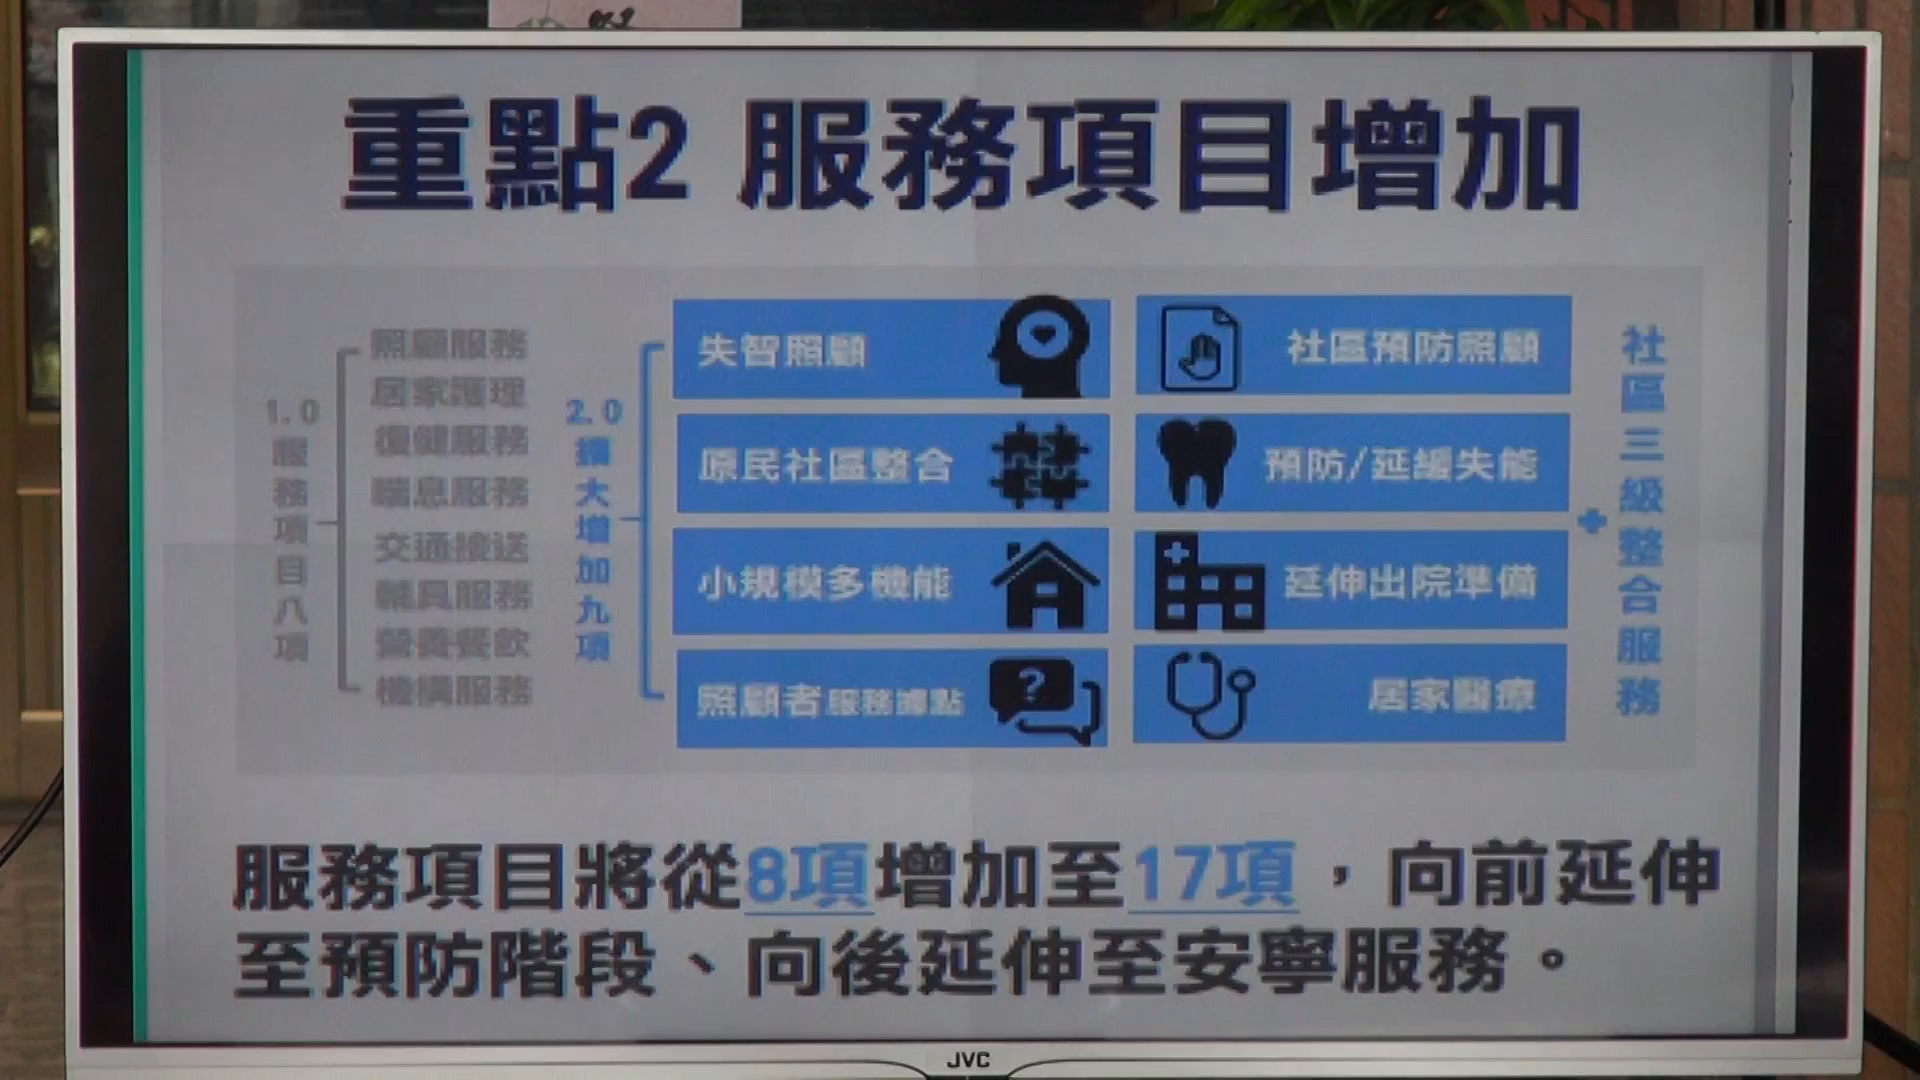 重點2 服務項目增加
1.0服務項目八項
照顧服務
居家護理
復健服務
喘息服務
交通接送
輔具服務
營養餐飲
機構服務
2.0擴大增加九項
失智照顧
社區預防照顧
原民社區整合
預防/延緩失能
小規模多機能
延伸出院準備
照顧者服務據點
居家醫療
+
社區三級整合服務
服務項目將從8項增加至17項,向前延伸
至預防階段、向後延伸至安寧服務。
JVC